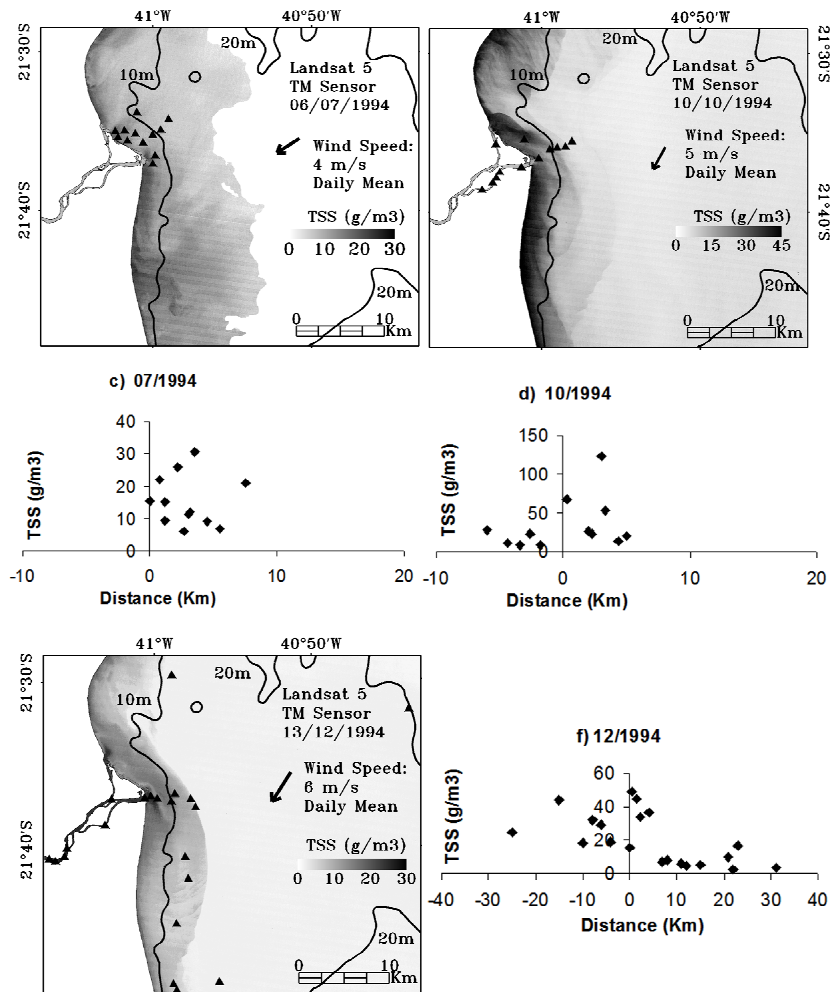 41°W 40°50'W
21°30'S
21°40'S
10m
20m
Landsat 5
TM Sensor
06/07/1994
Wind Speed:
4 m/s
Daily Mean
TSS (g/m3)
0 10 20 30
20m
0 10
Km
41°W 40°50'W
21°30'S
21°40'S
10m
20m
Landsat 5
TM Sensor
10/10/1994
Wind Speed:
5 m/s
Daily Mean
TSS (g/m3)
0 15 30 45
20m
0 10
Km
c) 07/1994
TSS (g/m3)
40
30
20
10
0
-10 0 10 20
Distance (Km)
d) 10/1994
TSS (g/m3)
150
100
50
0
-10 0 10 20
Distance (Km)
41°W 40°50'W
21°30'S
21°40'S
10m
20m
Landsat 5
TM Sensor
13/12/1994
Wind Speed:
6 m/s
Daily Mean
TSS (g/m3)
0 10 20 30
20m
0 10
Km
f) 12/1994
TSS (g/m3)
60
40
20
0
-40 -30 -20 -10 0 10 20 30 40
Distance (Km)